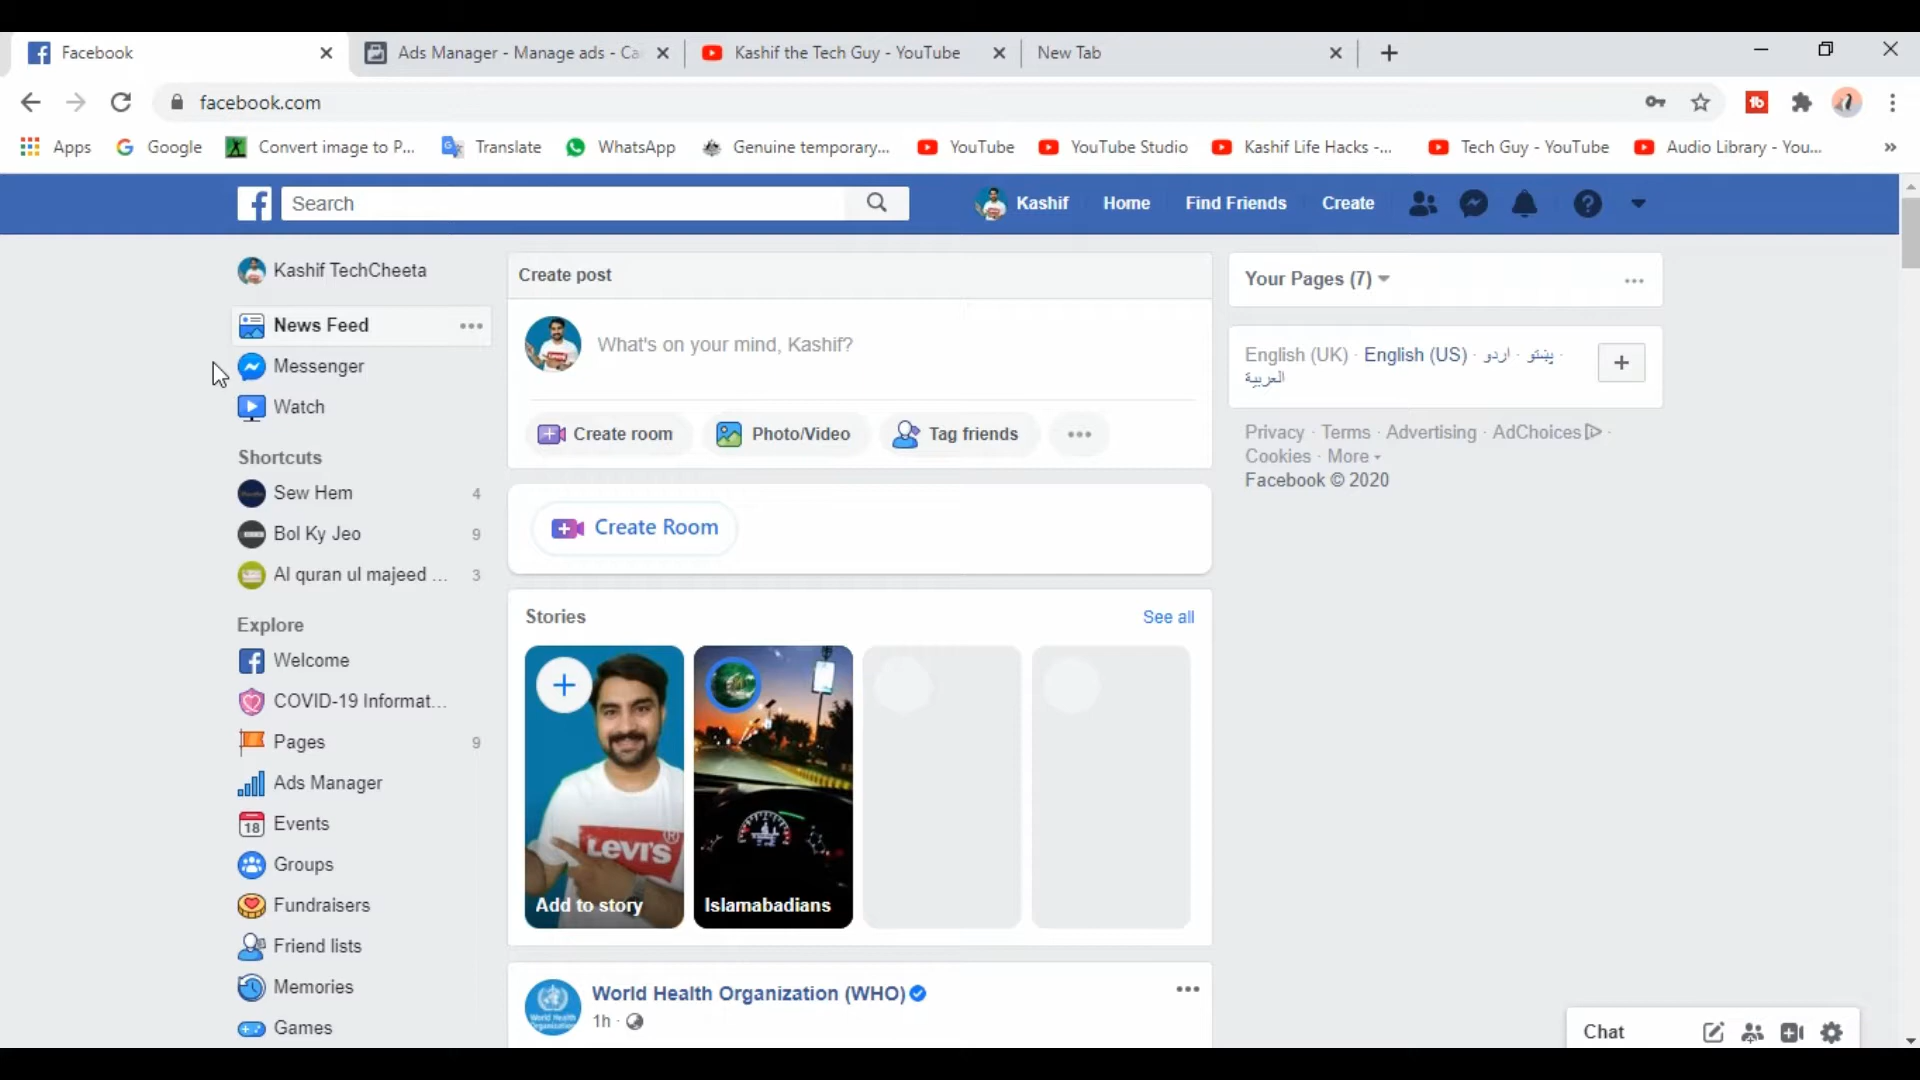 Facebook
Ads Manager - Manage ads - Ca
Kashif the Tech Guy - YouTube
New Tab
facebook.com
Apps
Google
Convert image to P...
Translate
WhatsApp
Genuine temporary...
YouTube
YouTube Studio
Kashif Life Hacks -...
Tech Guy - YouTube
Audio Library - You...
Search
Kashif
Home
Find Friends
Create
Kashif TechCheeta
News Feed
Messenger
Watch
Shortcuts
Sew Hem 4
Bol Ky Jeo 9
Al quran ul majeed ... 3
Explore
Welcome
COVID-19 Informat...
Pages 9
Ads Manager
18 Events
Groups
Fundraisers
Friend lists
Memories
Games
Create post
What's on your mind, Kashif?
Create room
Photo/Video
Tag friends
Create Room
Stories
See all
LEVI'S
Add to story
Islamabadians
World Health Organization (WHO)
1h ·
Your Pages (7)
English (UK) · English (US) · اردو · پښتو ·
العربية
Privacy · Terms · Advertising · AdChoices ·
Cookies · More
Facebook © 2020
Chat